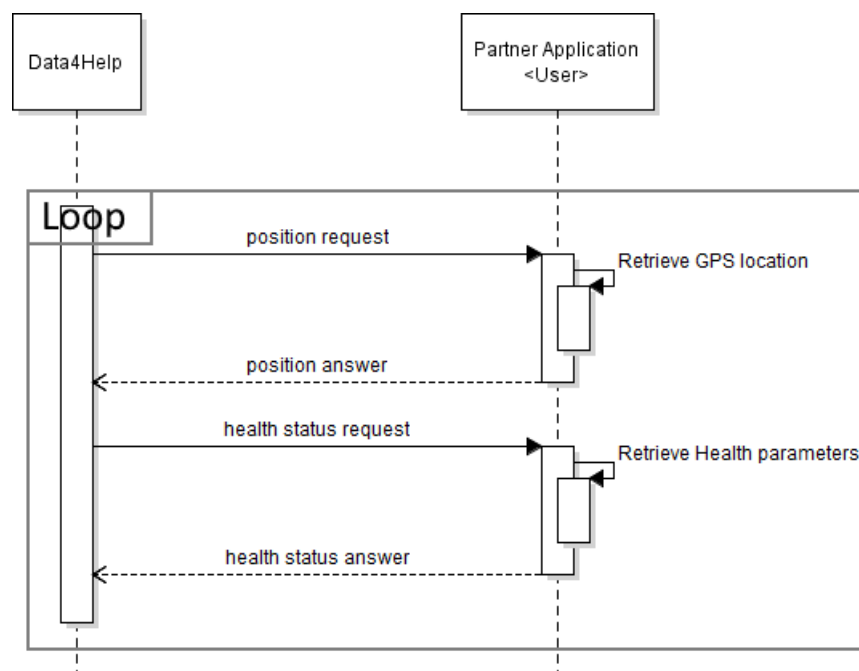 Data4Help
Partner Application
<User>
Loop
position request
Retrieve GPS location
position answer
health status request
Retrieve Health parameters
health status answer